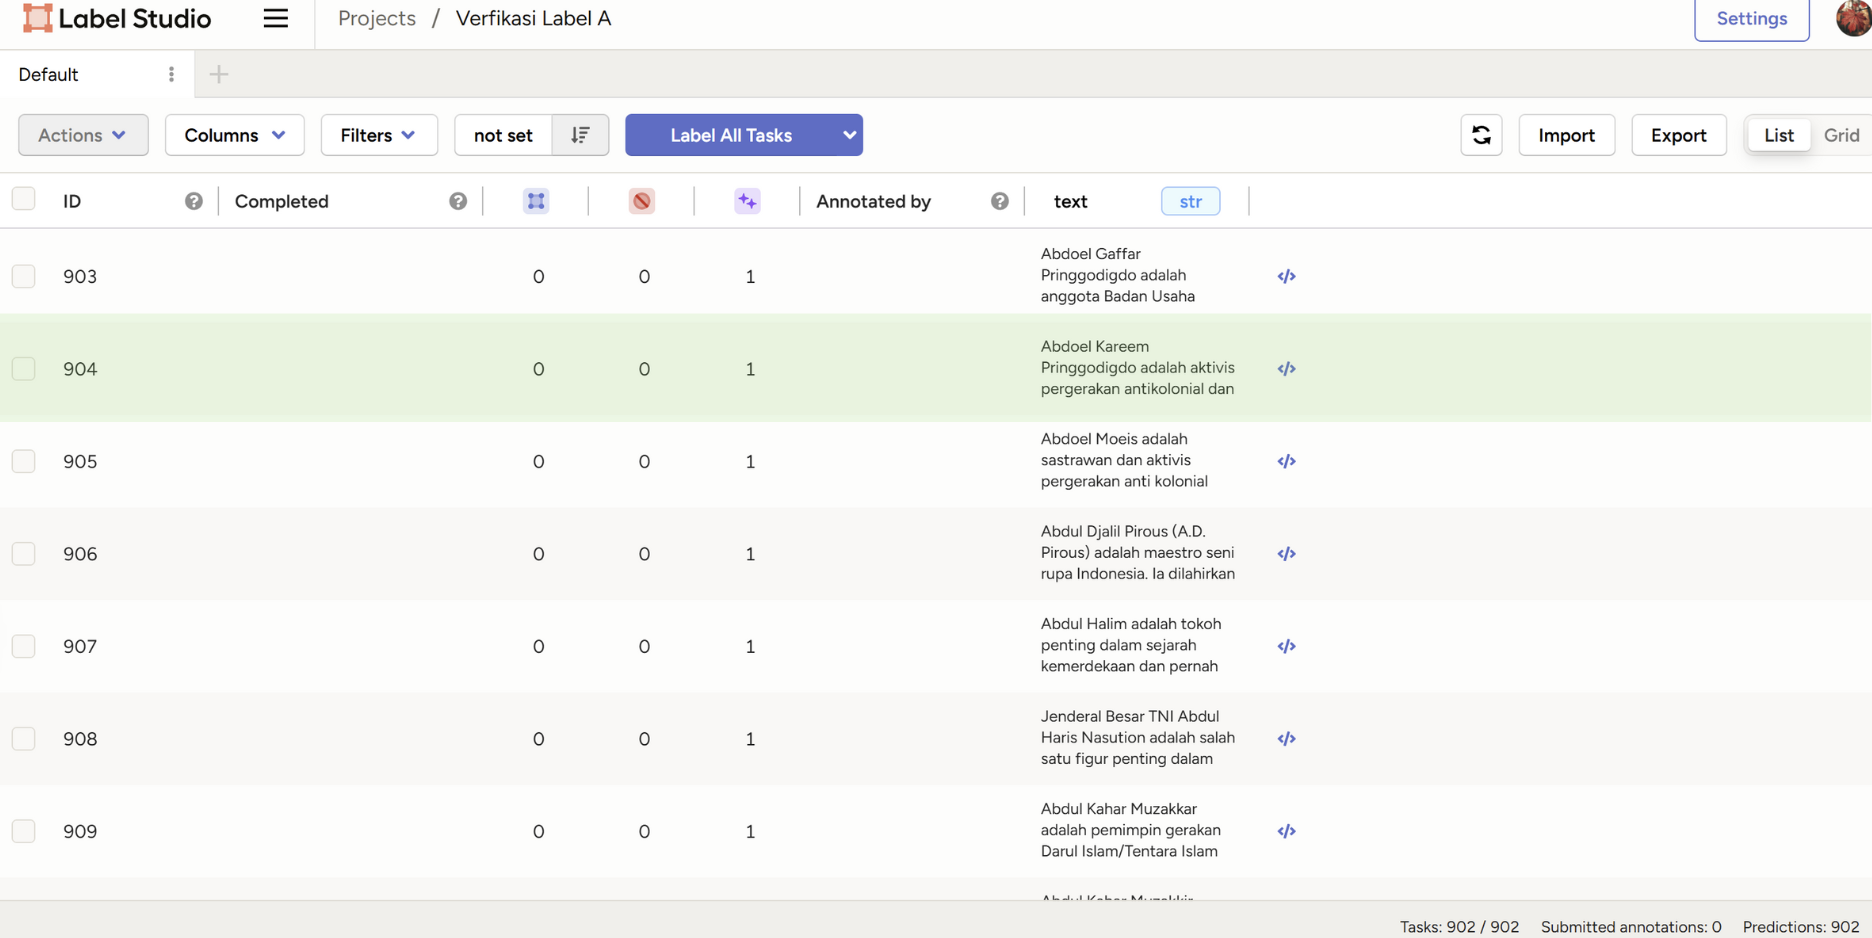 Label Studio
Projects / Verfikasi Label A
Settings
Default
Actions
Columns
Filters
not set
Label All Tasks
Import
Export
List
Grid
ID
Completed
Annotated by
text
str
903
0
0
1
Abdoel Gaffar
Pringgodigdo adalah
anggota Badan Usaha
</>
904
0
0
1
Abdoel Kareem
Pringgodigdo adalah aktivis
pergerakan antikolonial dan
</>
905
0
0
1
Abdoel Moeis adalah
sastrawan dan aktivis
pergerakan anti kolonial
</>
906
0
0
1
Abdul Djalil Pirous (A.D.
Pirous) adalah maestro seni
rupa Indonesia. Ia dilahirkan
</>
907
0
0
1
Abdul Halim adalah tokoh
penting dalam sejarah
kemerdekaan dan pernah
</>
908
0
0
1
Jenderal Besar TNI Abdul
Haris Nasution adalah salah
satu figur penting dalam
</>
909
0
0
1
Abdul Kahar Muzakkar
adalah pemimpin gerakan
Darul Islam/Tentara Islam
</>
Tasks: 902 / 902
Submitted annotations: 0
Predictions: 902